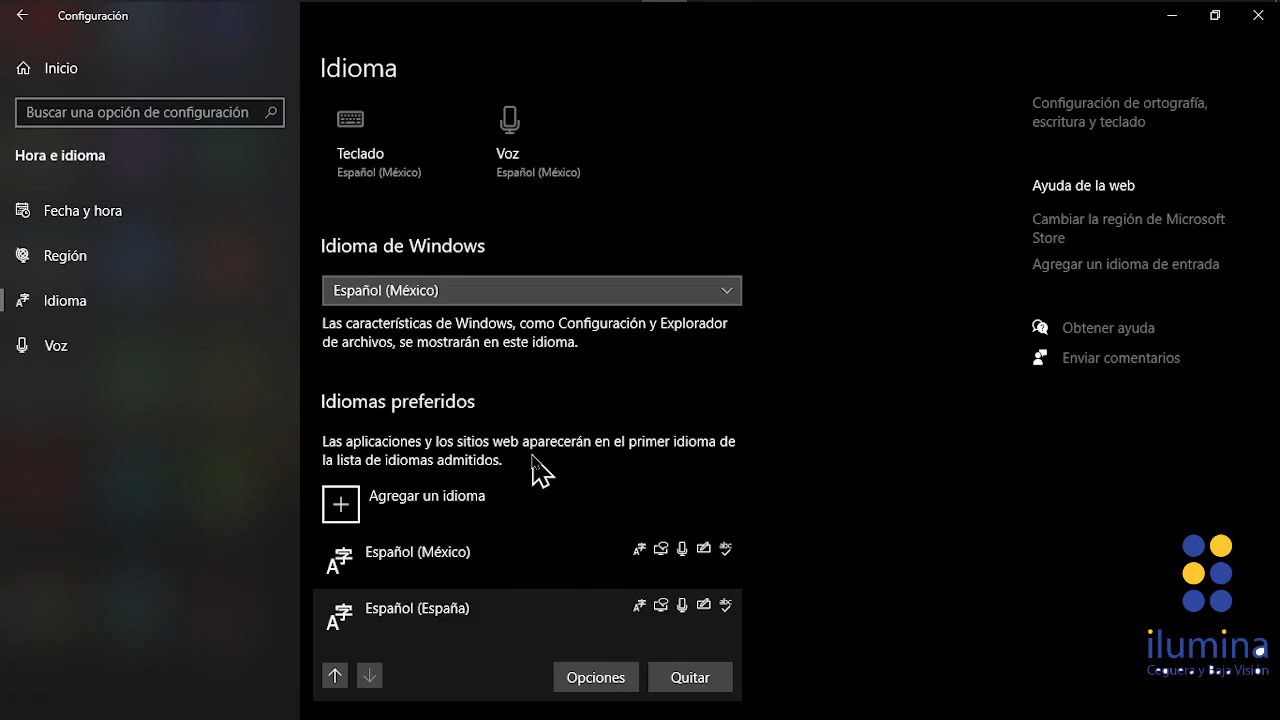 Configuración
Inicio
Buscar una opción de configuración
Hora e idioma
Fecha y hora
Región
Idioma
Voz
Idioma
Teclado
Español (México)
Voz
Español (México)
Idioma de Windows
Español (México)
Las características de Windows, como Configuración y Explorador
de archivos, se mostrarán en este idioma.
Idiomas preferidos
Las aplicaciones y los sitios web aparecerán en el primer idioma de
la lista de idiomas admitidos.
Agregar un idioma
Español (México)
Español (España)
Opciones
Quitar
Configuración de ortografía,
escritura y teclado
Ayuda de la web
Cambiar la región de Microsoft
Store
Agregar un idioma de entrada
Obtener ayuda
Enviar comentarios
ilumina
Ceguera y Baja Visión